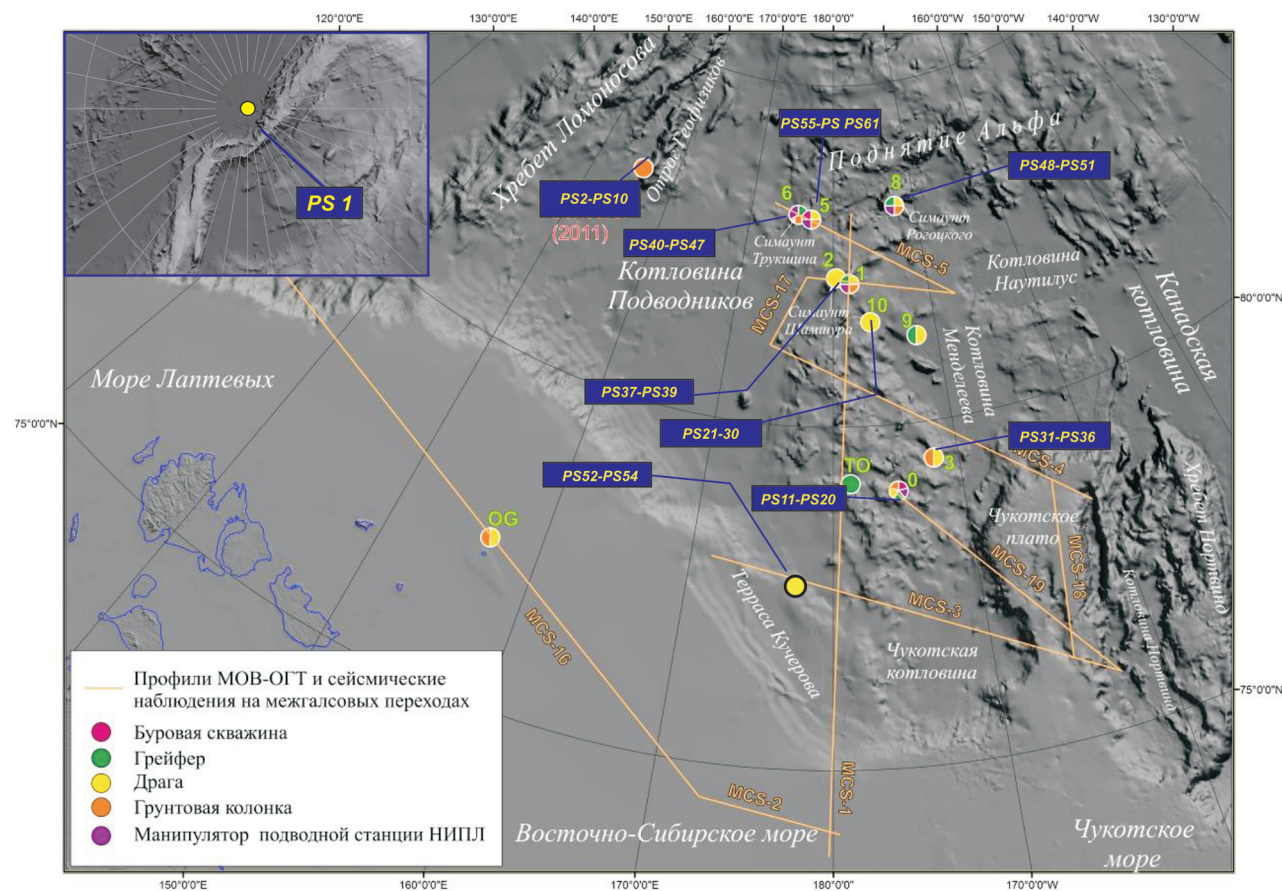 120°0'0"E
130°0'0"E
140°0'0"E
150°0'0"E
160°0'0"E
170°0'0"E
180°0'0"E
160°0'0"W
150°0'0"W
140°0'0"W
130°0'0"W
PS 1
Хребет Ломоносова
Отрог Геофизиков
PS55-PS PS61
Поднятие Альфа
PS48-PS51
PS2-PS10
(2011)
6
5
8
PS40-PS47
Симаунт
Трукшина
Симаунт
Рогоцкого
MCS-5
Котловина
Подводников
2
1
MCS-17
Котловина
Наутилус
Канадская
котловина
80°0'0"N
Симаунт
Шамшура
10
9
Котловина
Менделеева
Море Лаптевых
PS37-PS39
75°0'0"N
PS21-30
PS31-PS36
3
MCS-4
PS52-PS54
TO
PS11-PS20
0
Чукотское
плато
Хребет Нортвинд
OG
MCS-19
MCS-18
Терраса Кучерова
MCS-3
Котловина Нортвинд
MCS-16
Чукотская
котловина
75°0'0"N
Профили МОВ-ОГТ и сейсмические
наблюдения на межгалсовых переходах
Буровая скважина
Грейфер
Драга
Грунтовая колонка
Манипулятор подводной станции НИПЛ
MCS-2
MCS-1
Восточно-Сибирское море
Чукотское
море
150°0'0"E
160°0'0"E
170°0'0"E
180°0'0"E
170°0'0"W